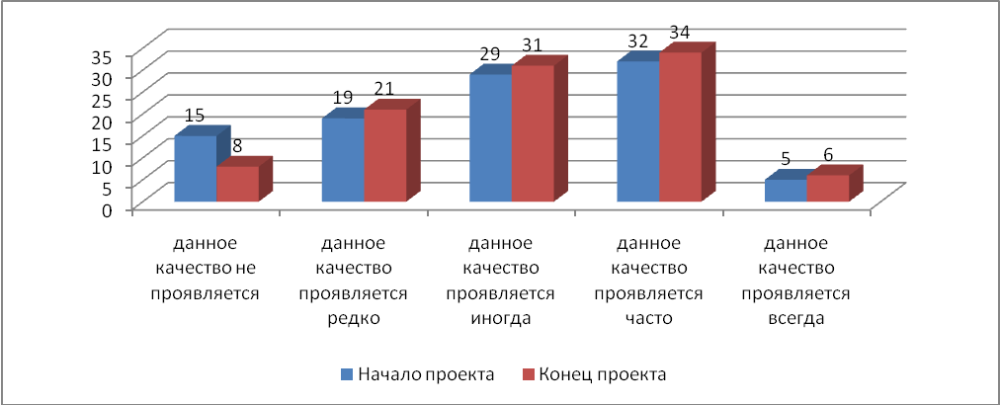 34
32
31
29
35
30
21
19
25
15
20
8
15
6
5
10
5
0
данное
качество не
проявляется
данное
качество
проявляется
редко
данное
качество
проявляется
иногда
данное
качество
проявляется
часто
данное
качество
проявляется
всегда
Начало проекта
Конец проекта